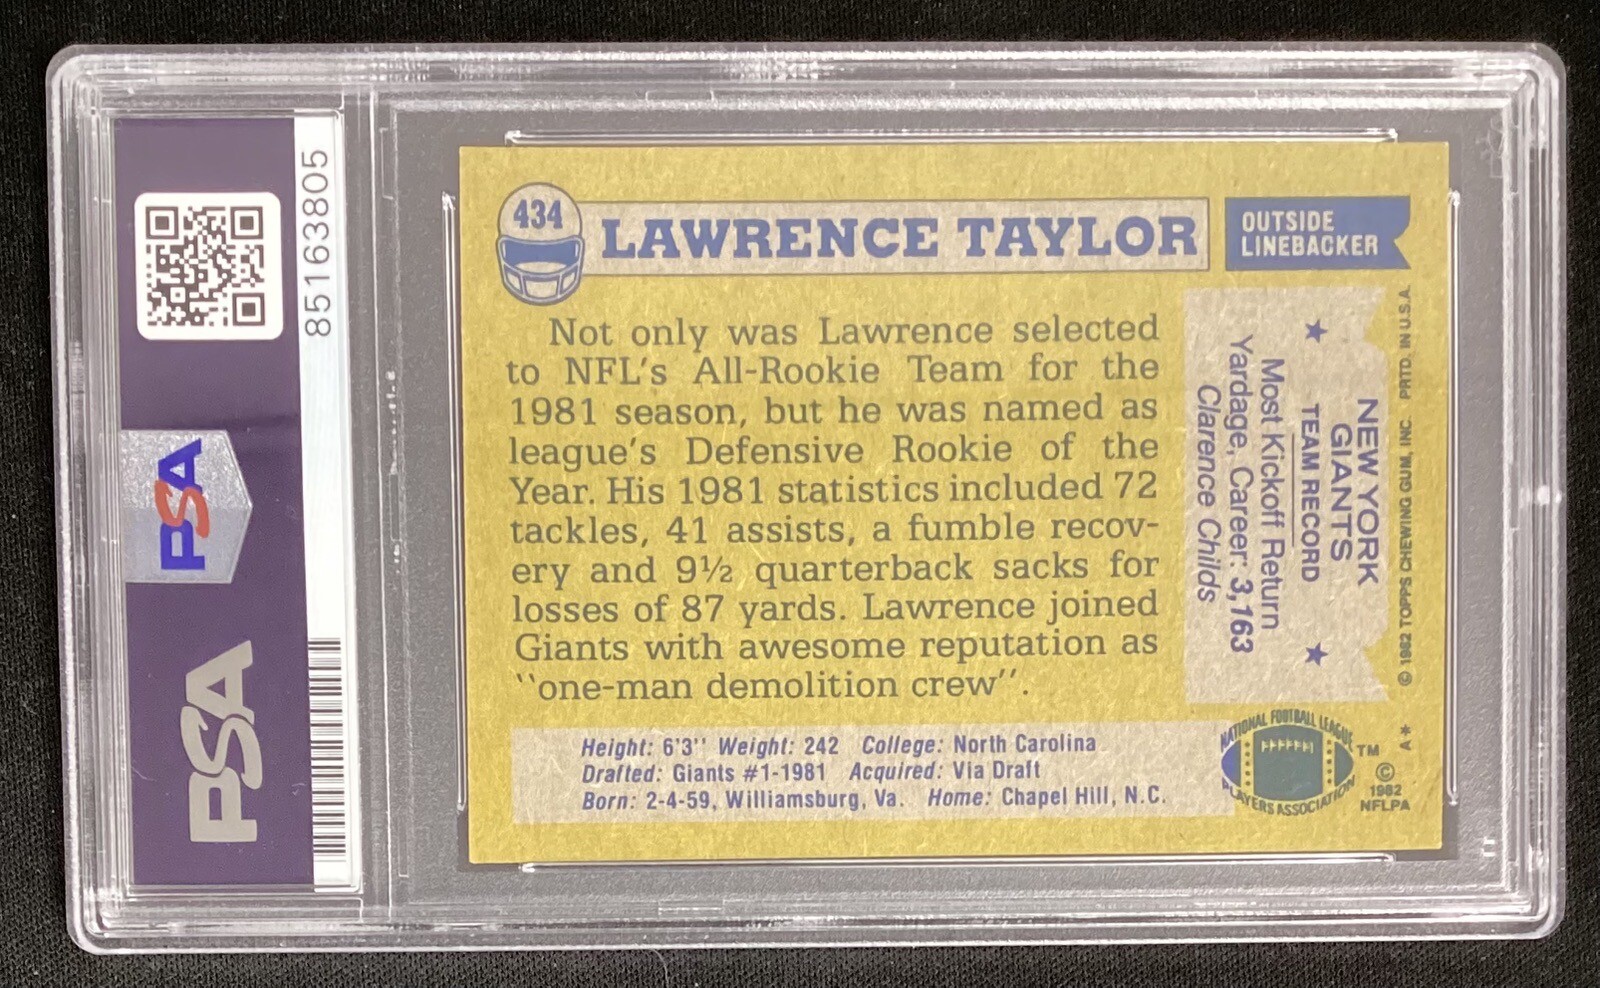 85163805
PSA
PSA
434
LAWRENCE TAYLOR
OUTSIDE
LINEBACKER
Not only was Lawrence selected
to NFL's All-Rookie Team for the
1981 season, but he was named as
league's Defensive Rookie of the
Year. His 1981 statistics included 72
tackles, 41 assists, a fumble recov-
ery and 9½ quarterback sacks for
losses of 87 yards. Lawrence joined
Giants with awesome reputation as
''one-man demolition crew''.
NEW YORK
GIANTS
★ TEAM RECORD ★
Most Kickoff Return
Yardage, Career: 3,163
Clarence Childs
© 1982 TOPPS CHEWING GUM, INC. PRTD. IN U.S.A.
Height: 6'3'' Weight: 242 College: North Carolina
Drafted: Giants #1-1981 Acquired: Via Draft
Born: 2-4-59, Williamsburg, Va. Home: Chapel Hill, N.C.
NATIONAL FOOTBALL LEAGUE
PLAYERS ASSOCIATION
TM
A*
©
1982
NFLPA